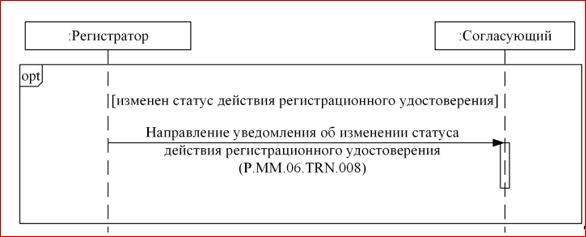 :Регистратор
:Согласующий
opt
[изменен статус действия регистрационного удостоверения]
Направление уведомления об изменении статуса
действия регистрационного удостоверения
(P.MM.06.TRN.008)